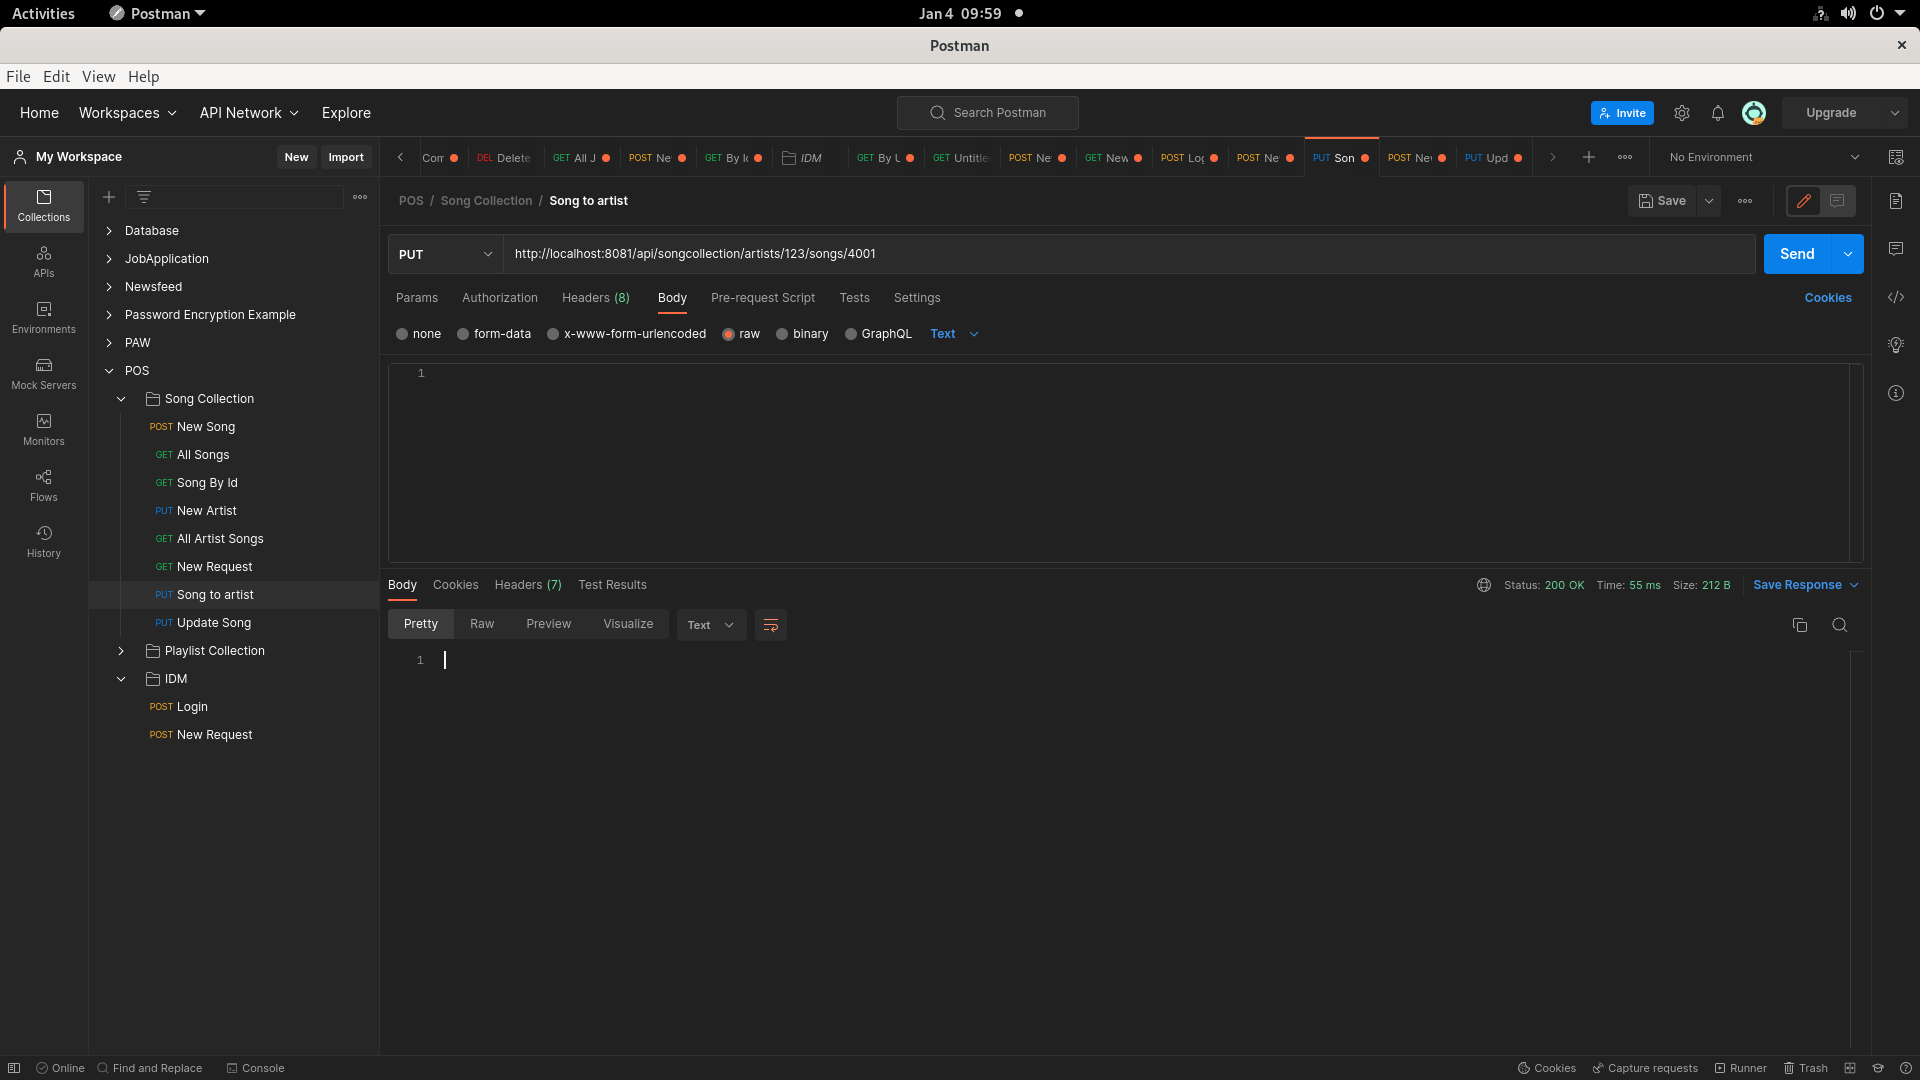 Activities Postman Jan 4 09:59
Postman
File Edit View Help
Home Workspaces API Network Explore Search Postman Invite Upgrade
My Workspace New Import
Con DEL Delete GET All J POST Ne GET By Ic IDM GET By U GET Untitle POST Ne GET New POST Log POST Ne PUT Son POST Ne PUT Upd No Environment
POS / Song Collection / Song to artist Save
PUT http://localhost:8081/api/songcollection/artists/123/songs/4001 Send
Params Authorization Headers (8) Body Pre-request Script Tests Settings Cookies
none form-data x-www-form-urlencoded raw binary GraphQL Text
1
Collections
APIs
Environments
Mock Servers
Monitors
Flows
History
Database
JobApplication
Newsfeed
Password Encryption Example
PAW
POS
Song Collection
POST New Song
GET All Songs
GET Song By Id
PUT New Artist
GET All Artist Songs
GET New Request
PUT Song to artist
PUT Update Song
Playlist Collection
IDM
POST Login
POST New Request
Body Cookies Headers (7) Test Results Status: 200 OK Time: 55 ms Size: 212 B Save Response
Pretty Raw Preview Visualize Text
1
Online Find and Replace Console Cookies Capture requests Runner Trash